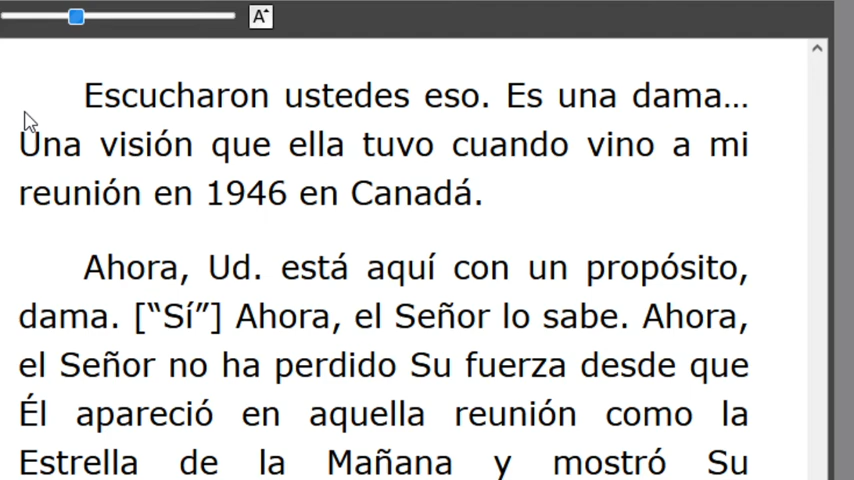 A
Escucharon ustedes eso. Es una dama...
Una visión que ella tuvo cuando vino a mi
reunión en 1946 en Canadá.
Ahora, Ud. está aquí con un propósito,
dama. [“Sí”] Ahora, el Señor lo sabe. Ahora,
el Señor no ha perdido Su fuerza desde que
Él apareció en aquella reunión como la
Estrella de la Mañana y mostró Su